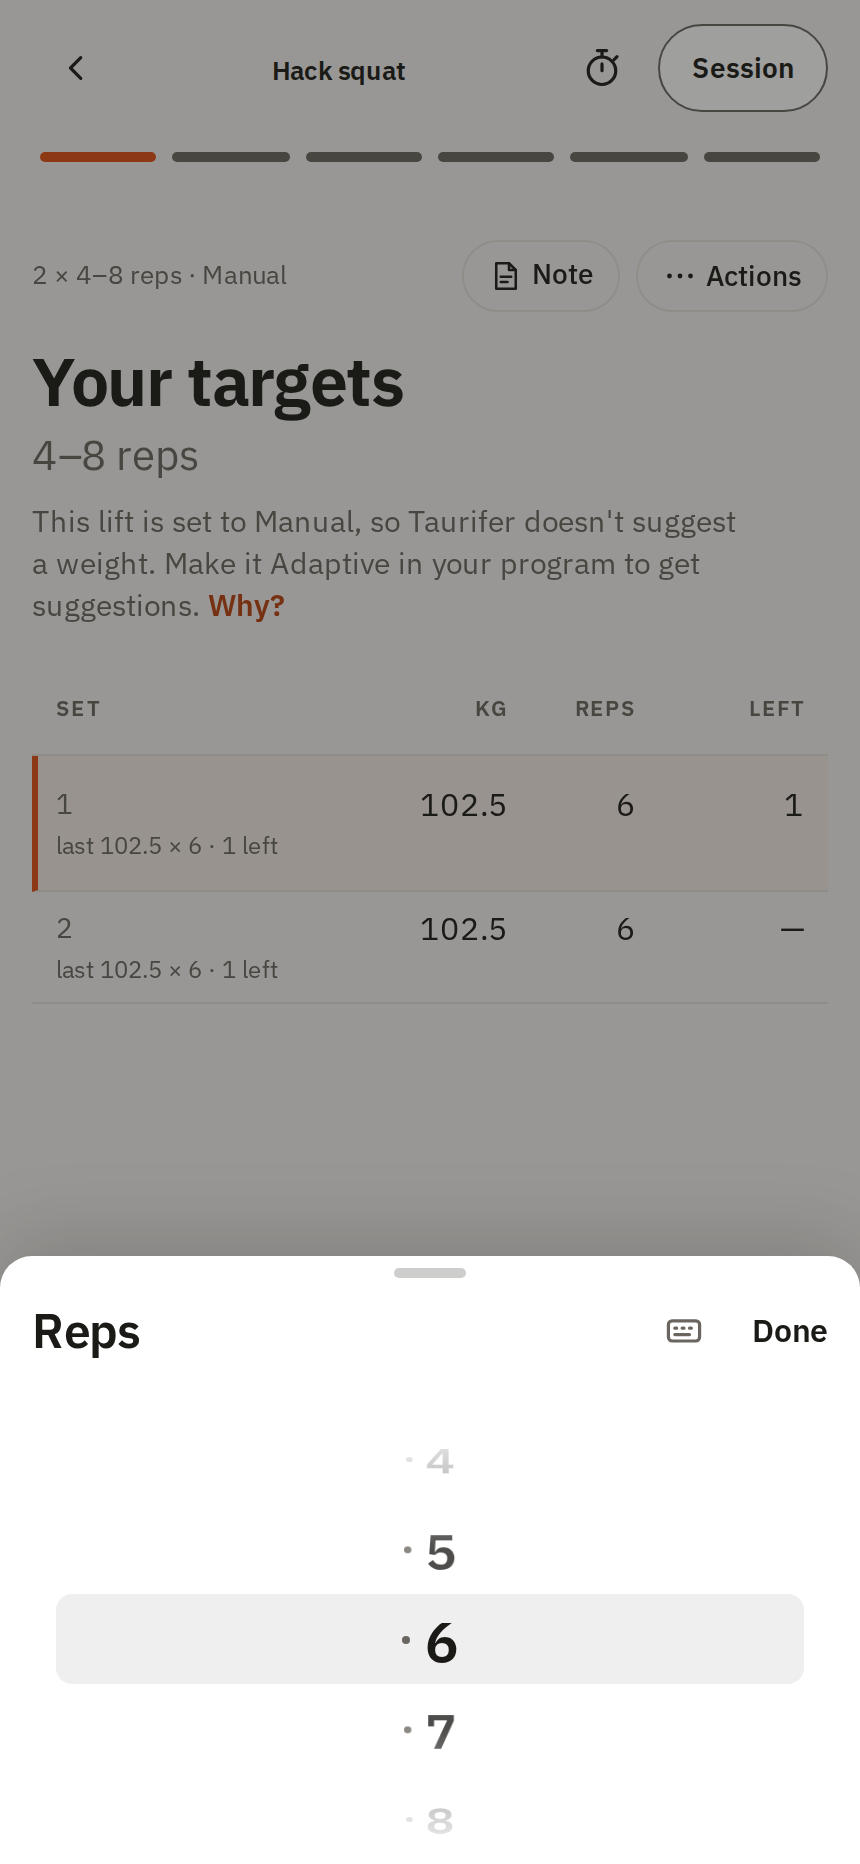 Hack squat
Session
2 × 4–8 reps · Manual
Note
Actions
Your targets
4–8 reps
This lift is set to Manual, so Taurifer doesn't suggest
a weight. Make it Adaptive in your program to get
suggestions. Why?
SET KG REPS LEFT
1 102.5 6 1
last 102.5 × 6 · 1 left
2 102.5 6 —
last 102.5 × 6 · 1 left
Reps
Done
· 4
· 5
· 6
· 7
· 8